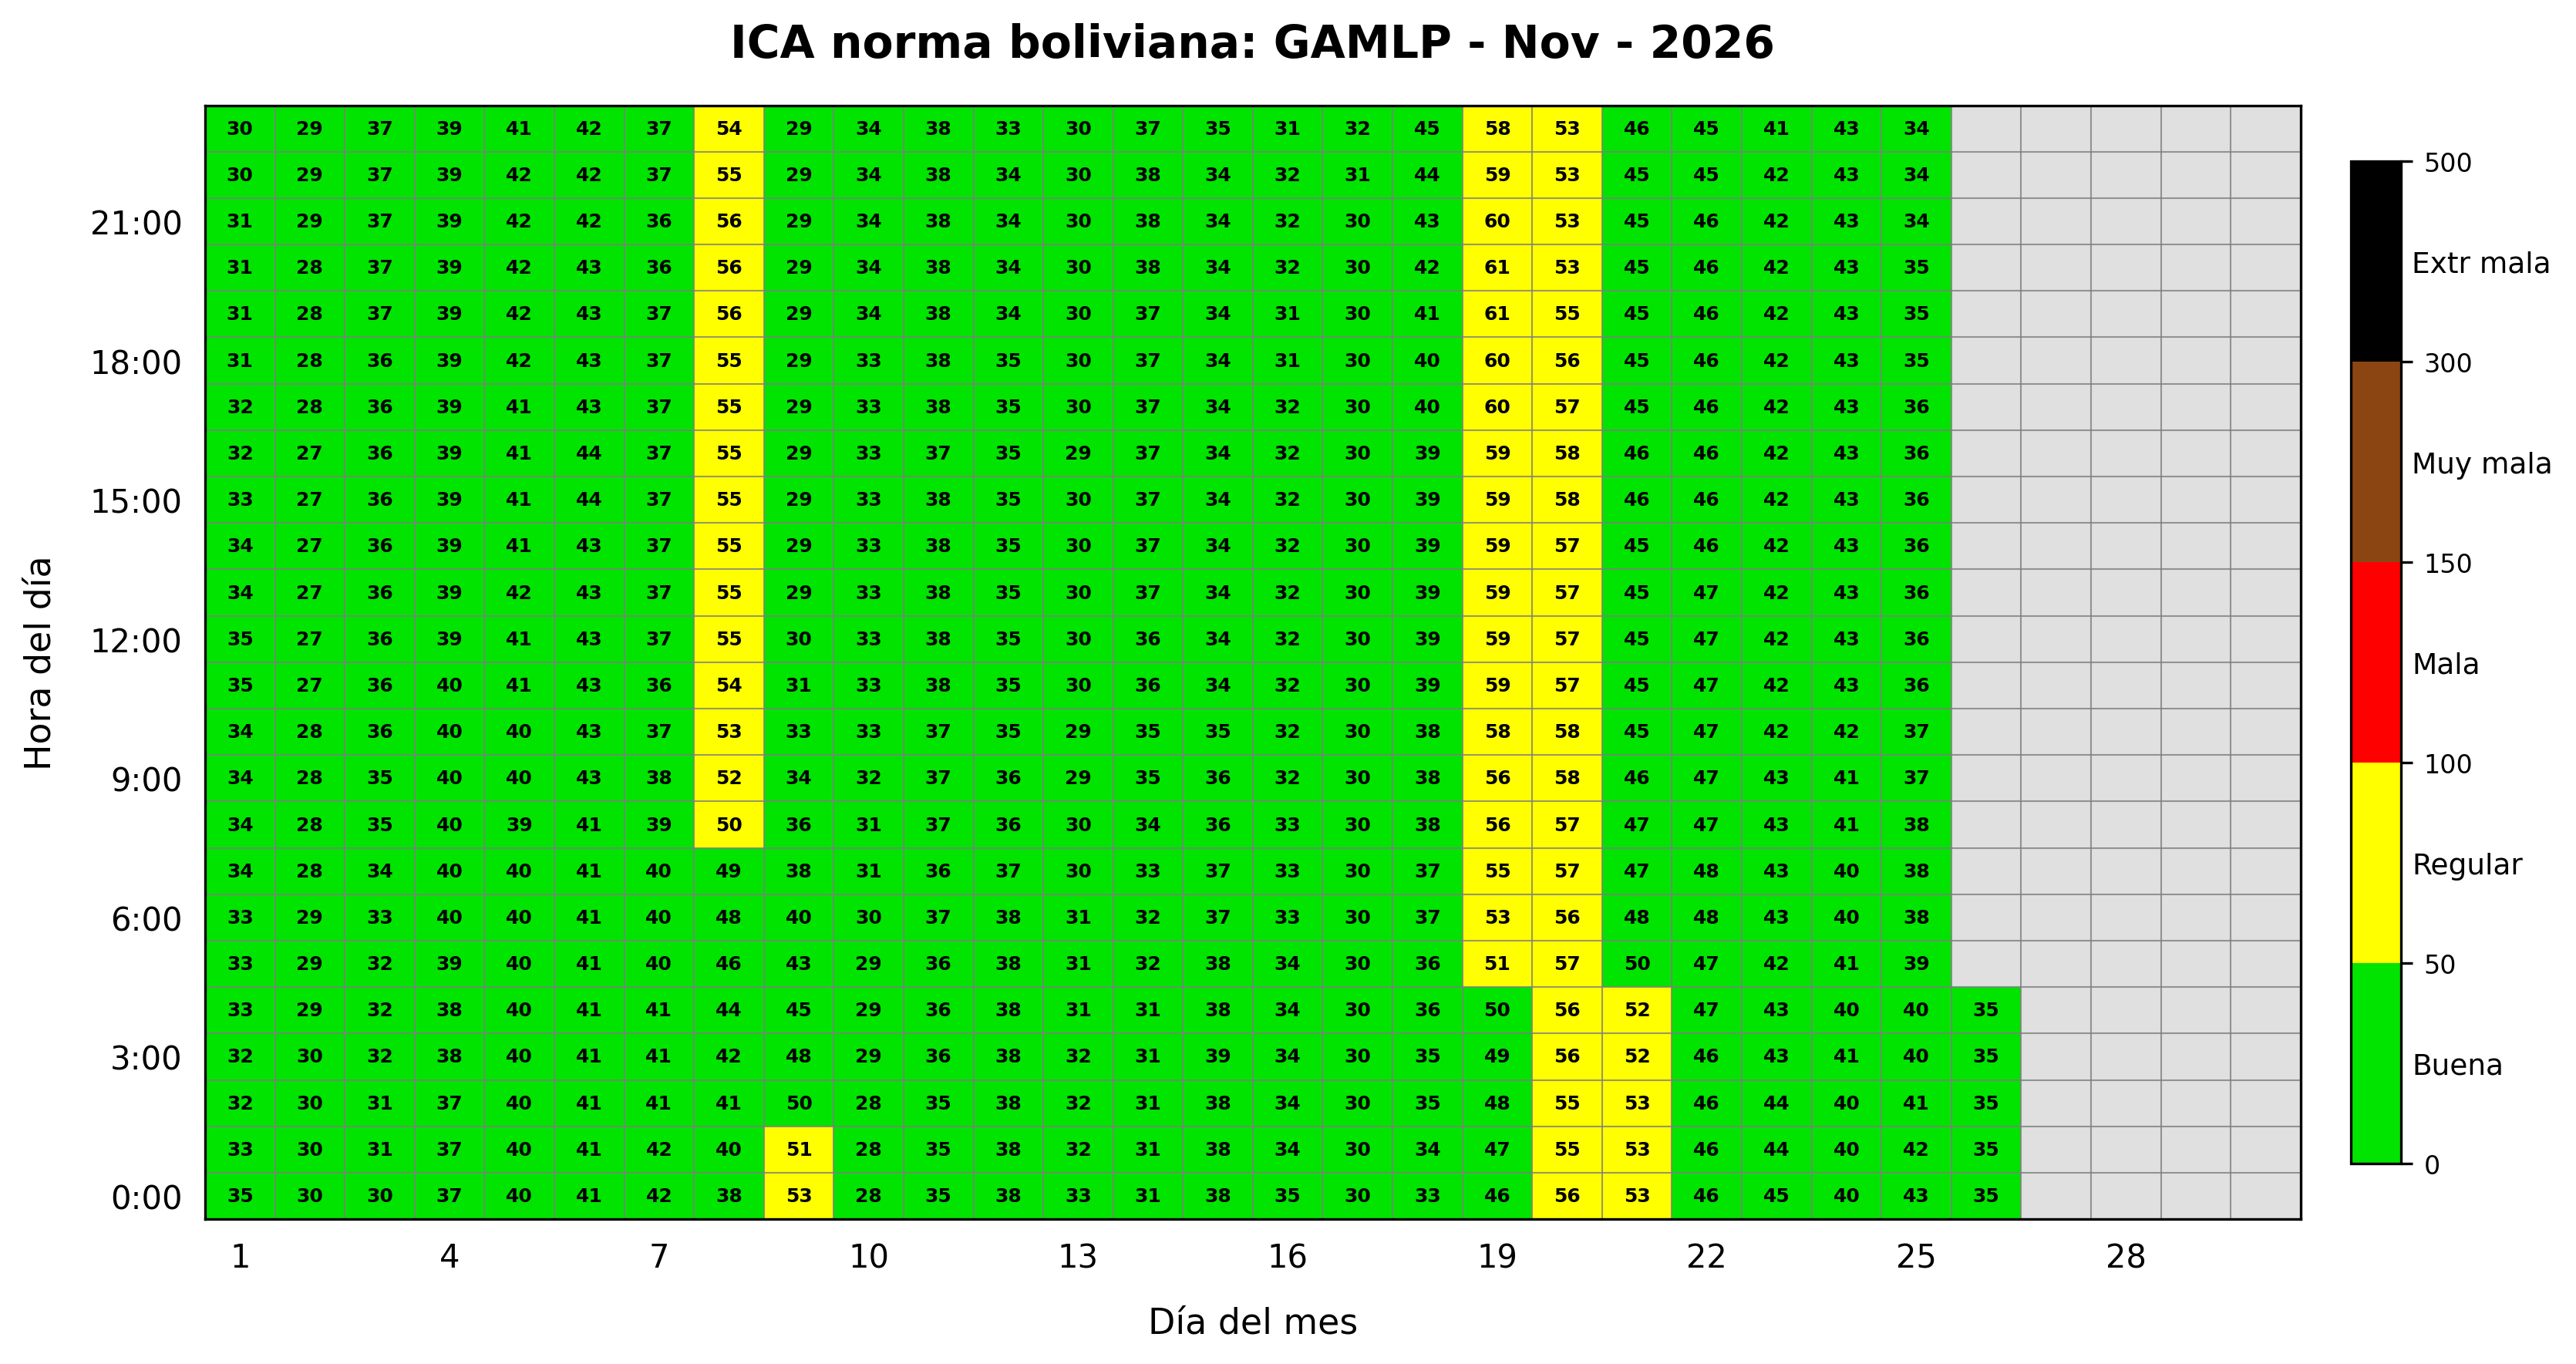 ICA norma boliviana: GAMLP - Nov - 2026
30 29 37 39 41 42 37 54 29 34 38 33 30 37 35 31 32 45 58 53 46 45 41 43 34
30 29 37 39 42 42 37 55 29 34 38 34 30 38 34 32 31 44 59 53 45 45 42 43 34
21:00 31 29 37 39 42 42 36 56 29 34 38 34 30 38 34 32 30 43 60 53 45 46 42 43 34
31 28 37 39 42 43 36 56 29 34 38 34 30 38 34 32 30 42 61 53 45 46 42 43 35
31 28 37 39 42 43 37 56 29 34 38 34 30 37 34 31 30 41 61 55 45 46 42 43 35
18:00 31 28 36 39 42 43 37 55 29 33 38 35 30 37 34 31 30 40 60 56 45 46 42 43 35
32 28 36 39 41 43 37 55 29 33 38 35 30 37 34 32 30 40 60 57 45 46 42 43 36
32 27 36 39 41 44 37 55 29 33 37 35 29 37 34 32 30 39 59 58 46 46 42 43 36
15:00 33 27 36 39 41 44 37 55 29 33 38 35 30 37 34 32 30 39 59 58 46 46 42 43 36
34 27 36 39 41 43 37 55 29 33 38 35 30 37 34 32 30 39 59 57 45 46 42 43 36
34 27 36 39 42 43 37 55 29 33 38 35 30 37 34 32 30 39 59 57 45 47 42 43 36
12:00 35 27 36 39 41 43 37 55 30 33 38 35 30 36 34 32 30 39 59 57 45 47 42 43 36
35 27 36 40 41 43 36 54 31 33 38 35 30 36 34 32 30 39 59 57 45 47 42 43 36
34 28 36 40 40 43 37 53 33 33 37 35 29 35 35 32 30 38 58 58 45 47 42 42 37
9:00 34 28 35 40 40 43 38 52 34 32 37 36 29 35 36 32 30 38 56 58 46 47 43 41 37
34 28 35 40 39 41 39 50 36 31 37 36 30 34 36 33 30 38 56 57 47 47 43 41 38
34 28 34 40 40 41 40 49 38 31 36 37 30 33 37 33 30 37 55 57 47 48 43 40 38
6:00 33 29 33 40 40 41 40 48 40 30 37 38 31 32 37 33 30 37 53 56 48 48 43 40 38
33 29 32 39 40 41 40 46 43 29 36 38 31 32 38 34 30 36 51 57 50 47 42 41 39
33 29 32 38 40 41 41 44 45 29 36 38 31 31 38 34 30 36 50 56 52 47 43 40 40 35
3:00 32 30 32 38 40 41 41 42 48 29 36 38 32 31 39 34 30 35 49 56 52 46 43 41 40 35
32 30 31 37 40 41 41 41 50 28 35 38 32 31 38 34 30 35 48 55 53 46 44 40 41 35
33 30 31 37 40 41 42 40 51 28 35 38 32 31 38 34 30 34 47 55 53 46 44 40 42 35
0:00 35 30 30 37 40 41 42 38 53 28 35 38 33 31 38 35 30 33 46 56 53 46 45 40 43 35
1 4 7 10 13 16 19 22 25 28
Día del mes
Hora del día
500
Extr mala
300
Muy mala
150
Mala
100
Regular
50
Buena
0